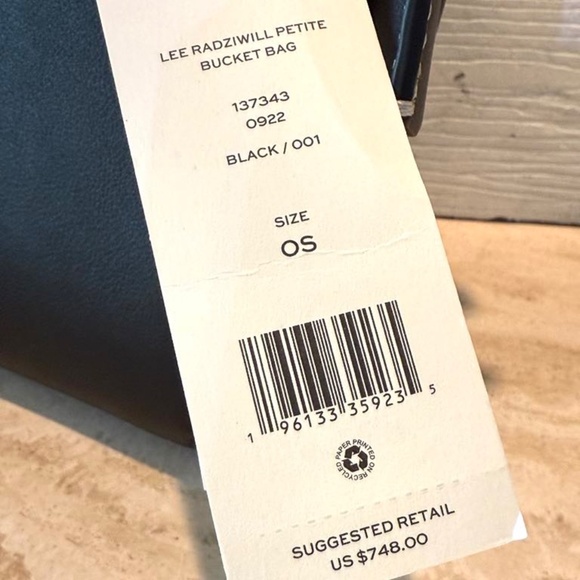 LEE RADZIWILL PETITE
BUCKET BAG
137343
0922
BLACK / 001
SIZE
OS
1 96133 35923 5
PRINTED ON RECYCLED PAPER
SUGGESTED RETAIL
US $748.00